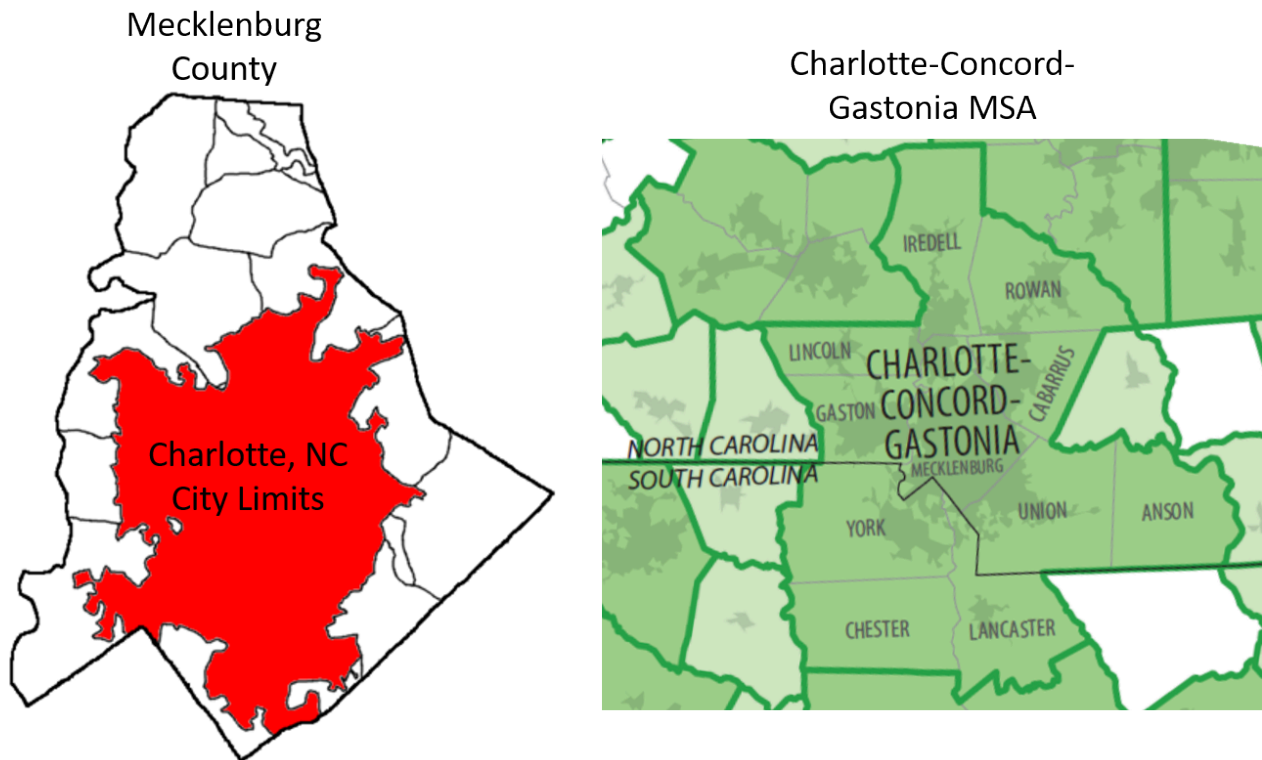 Mecklenburg
County
Charlotte, NC
City Limits
Charlotte-Concord-
Gastonia MSA
IREDELL
ROWAN
LINCOLN
CHARLOTTE-
CONCORD-
GASTONIA
CABARRUS
GASTON
NORTH CAROLINA
SOUTH CAROLINA
MECKLENBURG
YORK
UNION
ANSON
CHESTER
LANCASTER